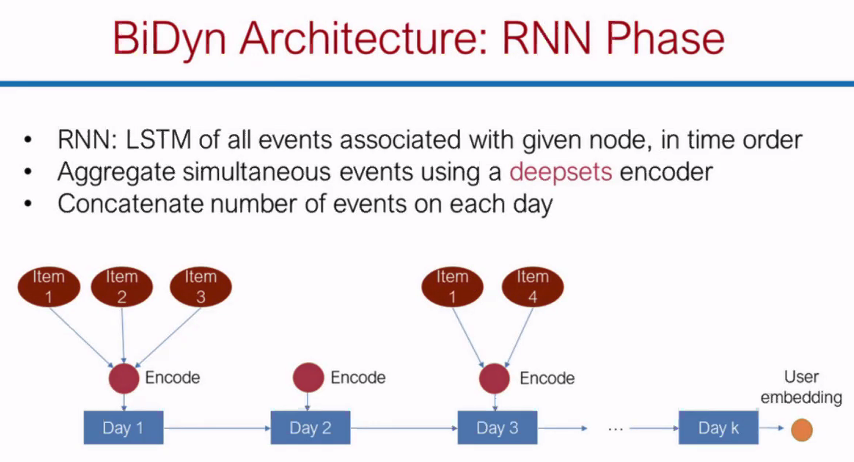 BiDyn Architecture: RNN Phase
• RNN: LSTM of all events associated with given node, in time order
• Aggregate simultaneous events using a deepsets encoder
• Concatenate number of events on each day
Item
1
Item
2
Item
3
Item
1
Item
4
Encode
Encode
Encode
User
embedding
Day 1
Day 2
Day 3
...
Day k